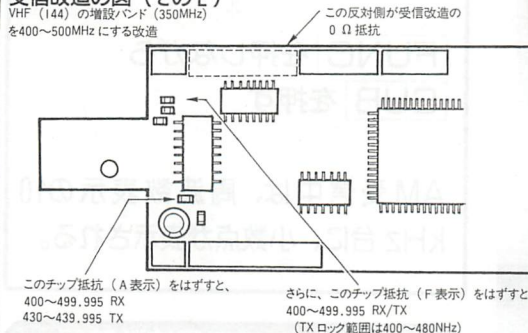 受信改造の図（その2）
VHF（144）の増設バンド（350MHz）
を400〜500MHzにする改造
この反対側が受信改造の
0 Ω 抵抗
このチップ抵抗（A表示）をはずすと、
400〜499.995 RX
430〜439.995 TX
さらに、このチップ抵抗（F表示）をはずすと
400〜499.995 RX/TX
（TXロック範囲は400〜480NHz）